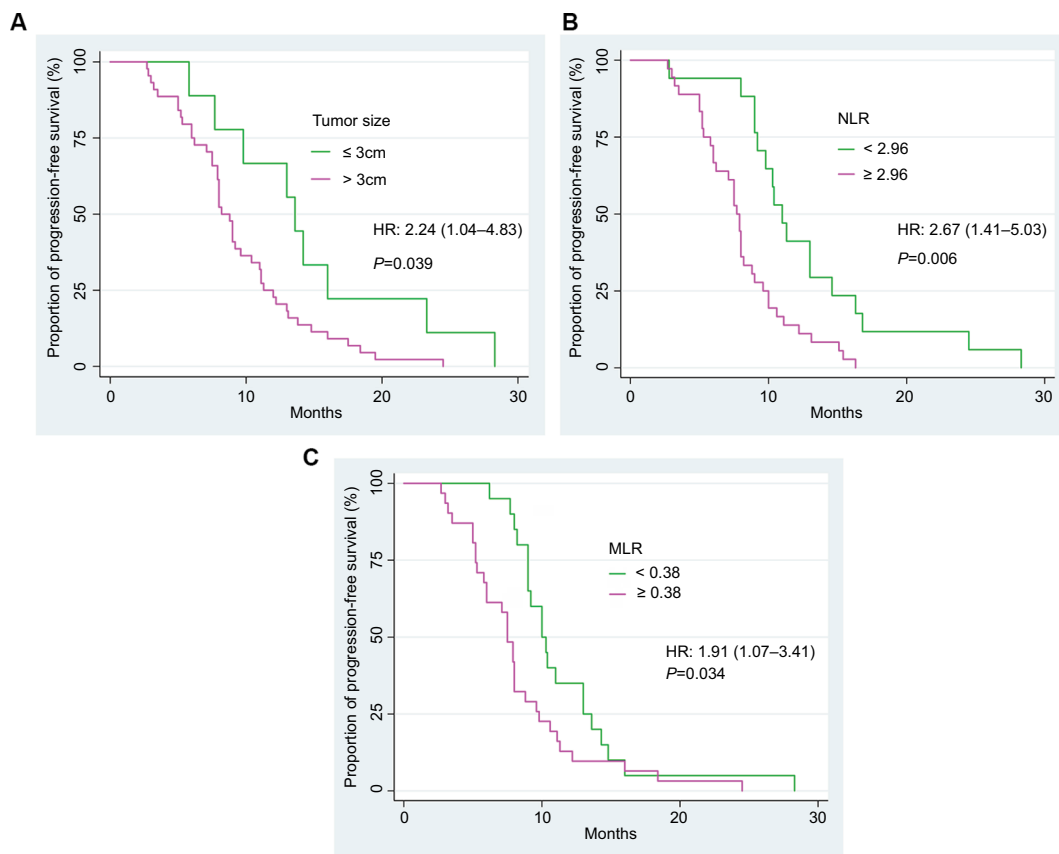 A
Proportion of progression-free survival (%)
100
75
50
25
0
Tumor size
≤ 3cm
> 3cm
HR: 2.24 (1.04–4.83)
P=0.039
0 10 20 30
Months
B
Proportion of progression-free survival (%)
100
75
50
25
0
NLR
< 2.96
≥ 2.96
HR: 2.67 (1.41–5.03)
P=0.006
0 10 20 30
Months
C
Proportion of progression-free survival (%)
100
75
50
25
0
MLR
< 0.38
≥ 0.38
HR: 1.91 (1.07–3.41)
P=0.034
0 10 20 30
Months